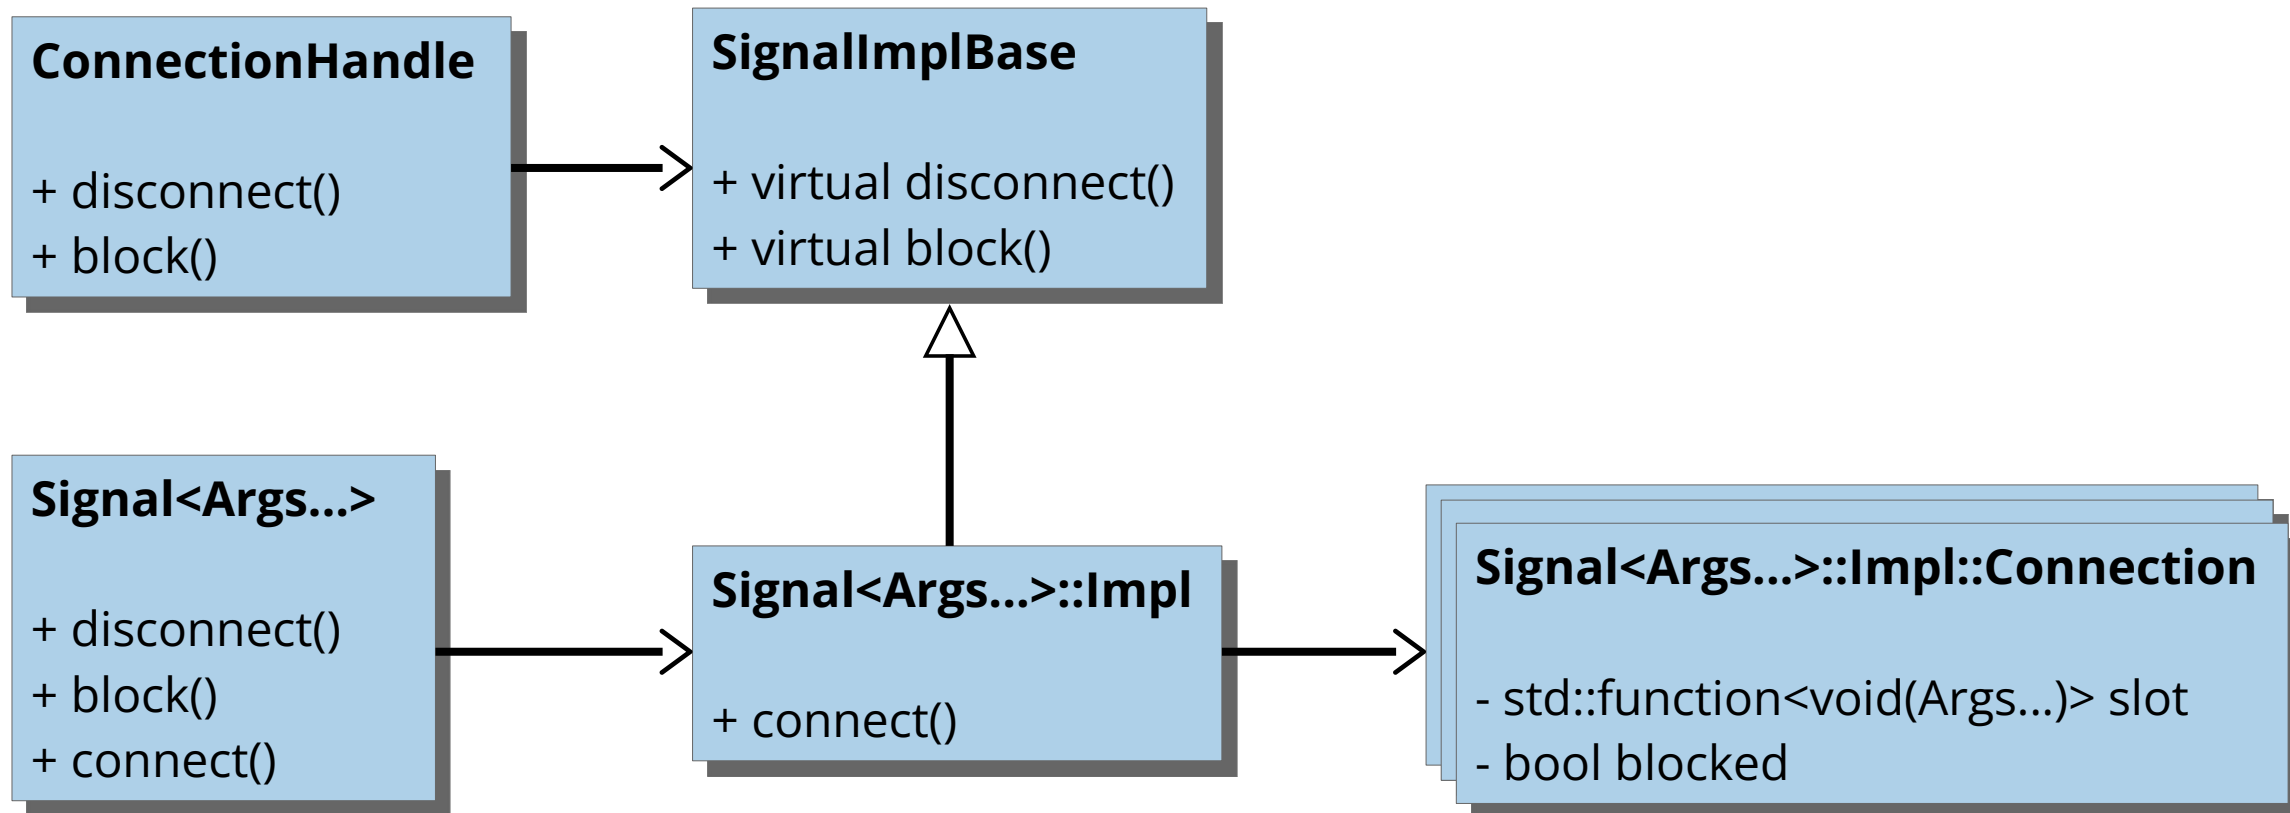 ConnectionHandle
+ disconnect()
+ block()
SignalImplBase
+ virtual disconnect()
+ virtual block()
Signal<Args...>
+ disconnect()
+ block()
+ connect()
Signal<Args...>::Impl
+ connect()
Signal<Args...>::Impl::Connection
- std::function<void(Args...)> slot
- bool blocked